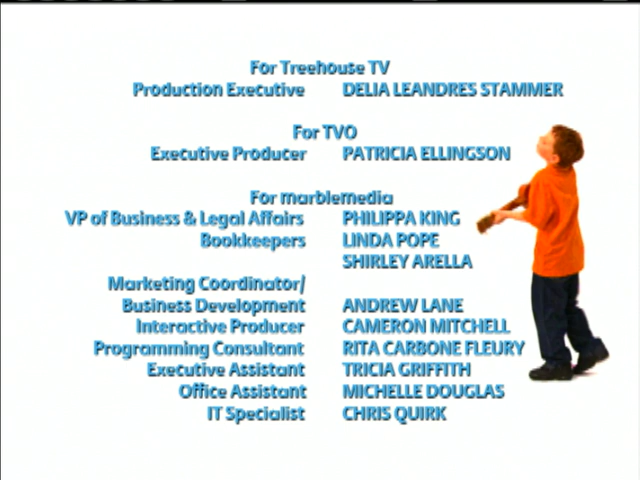 For Treehouse TV
Production Executive DELIA LEANDRES STAMMER
For TVO
Executive Producer PATRICIA ELLINGSON
For marblemedia
VP of Business & Legal Affairs PHILIPPA KING
Bookkeepers LINDA POPE
SHIRLEY ARELLA
Marketing Coordinator/
Business Development ANDREW LANE
Interactive Producer CAMERON MITCHELL
Programming Consultant RITA CARBONE FLEURY
Executive Assistant TRICIA GRIFFITH
Office Assistant MICHELLE DOUGLAS
IT Specialist CHRIS QUIRK